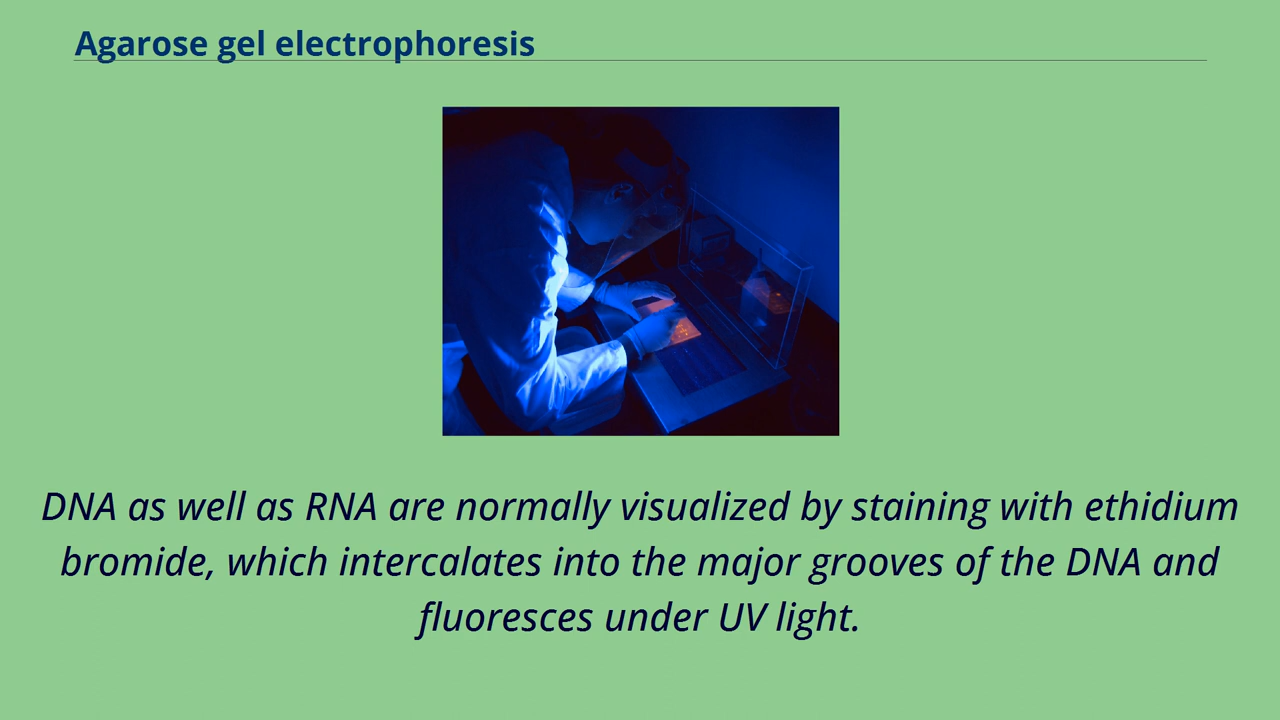 Agarose gel electrophoresis
DNA as well as RNA are normally visualized by staining with ethidium
bromide, which intercalates into the major grooves of the DNA and
fluoresces under UV light.